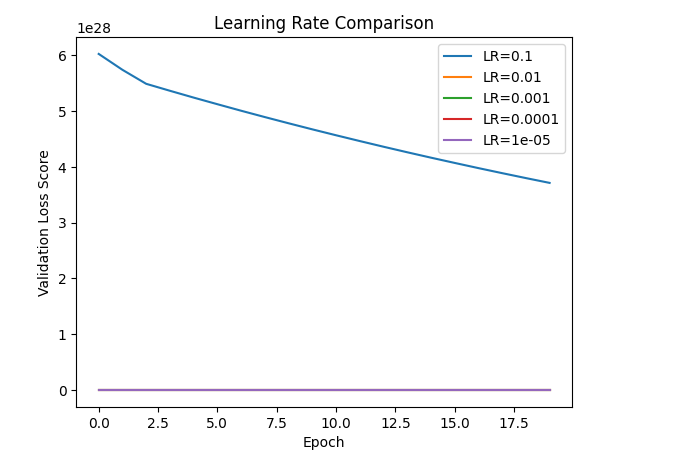 Learning Rate Comparison
1e28
6
5
4
3
2
1
0
Validation Loss Score
LR=0.1
LR=0.01
LR=0.001
LR=0.0001
LR=1e-05
0.0 2.5 5.0 7.5 10.0 12.5 15.0 17.5
Epoch